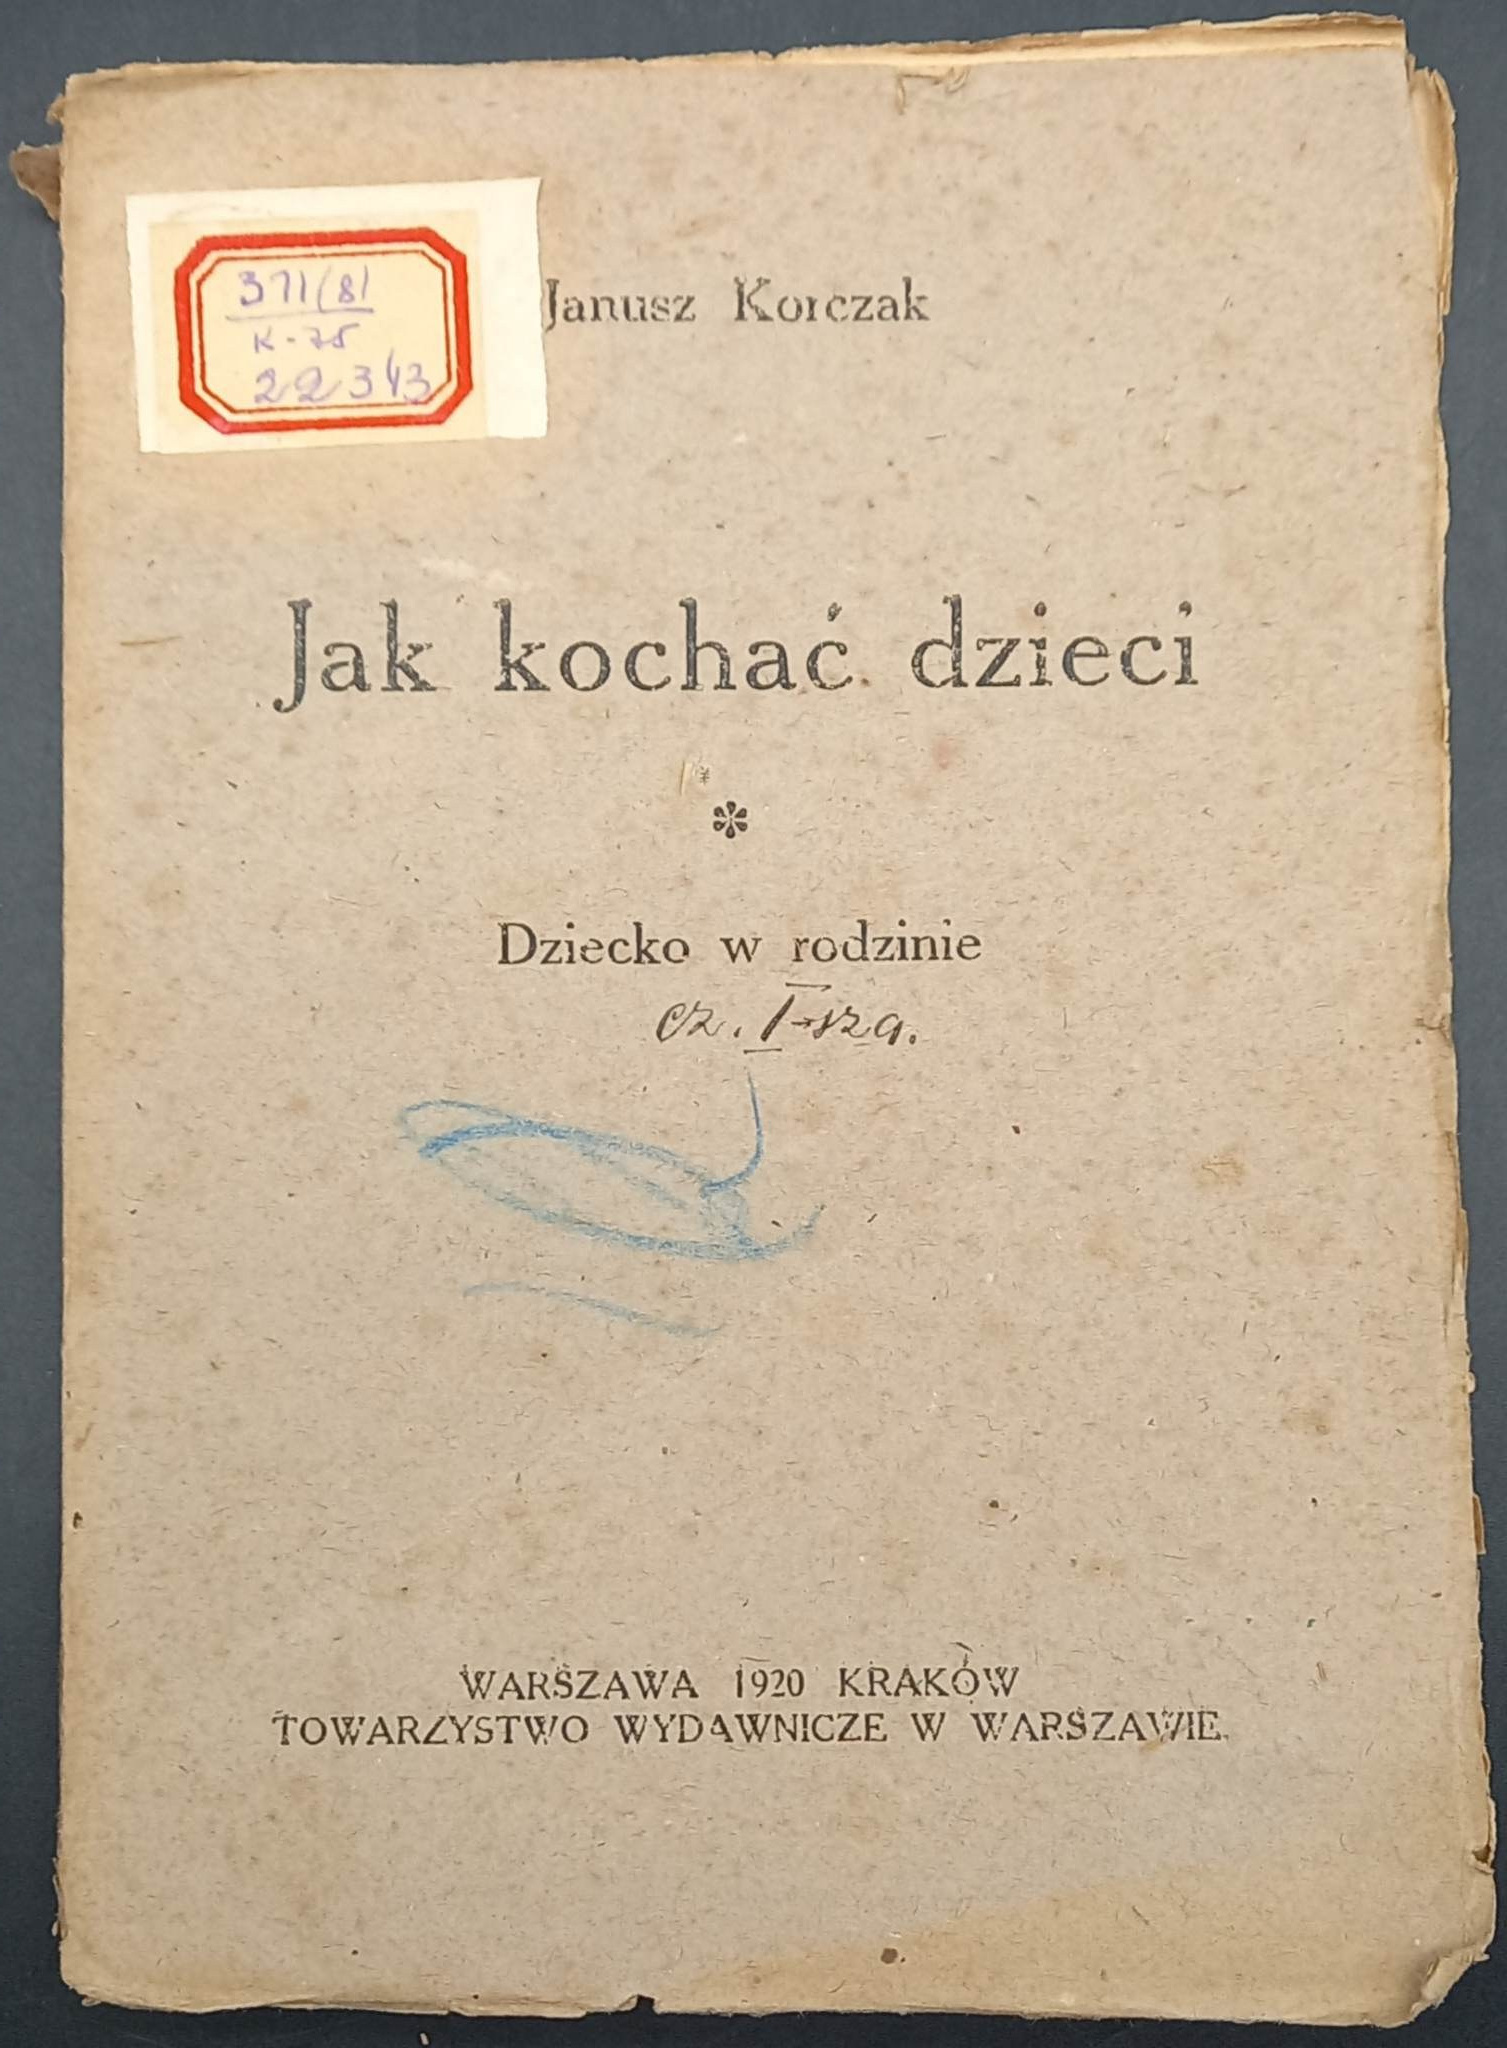 371(81
K-75
22343
Janusz Korczak
Jak kochać dzieci
Dziecko w rodzinie
cz. I-sza.
WARSZAWA 1920 KRAKÓW
TOWARZYSTWO WYDAWNICZE W WARSZAWIE.